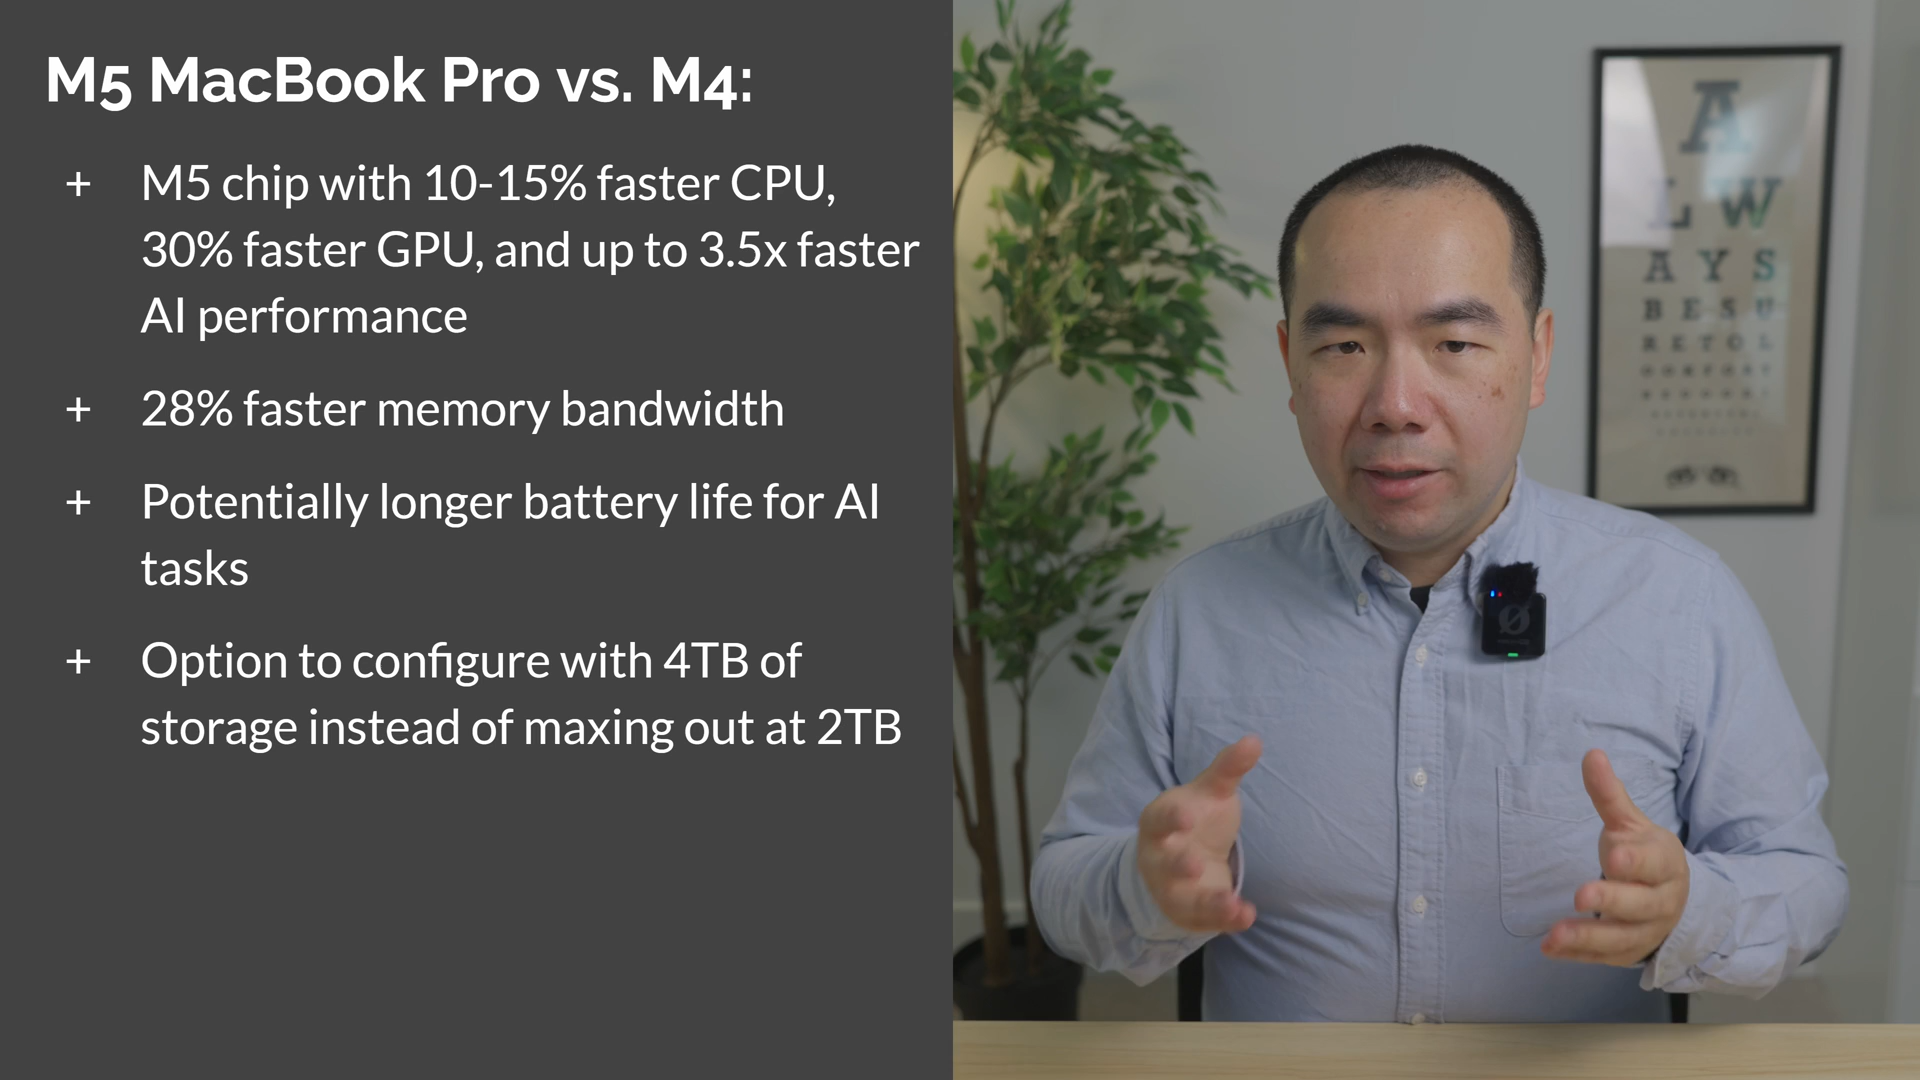 M5 MacBook Pro vs. M4:
+ M5 chip with 10-15% faster CPU,
30% faster GPU, and up to 3.5x faster
AI performance
+ 28% faster memory bandwidth
+ Potentially longer battery life for AI
tasks
+ Option to configure with 4TB of
storage instead of maxing out at 2TB
A
L W
A Y S
B E S U
R E Y O L